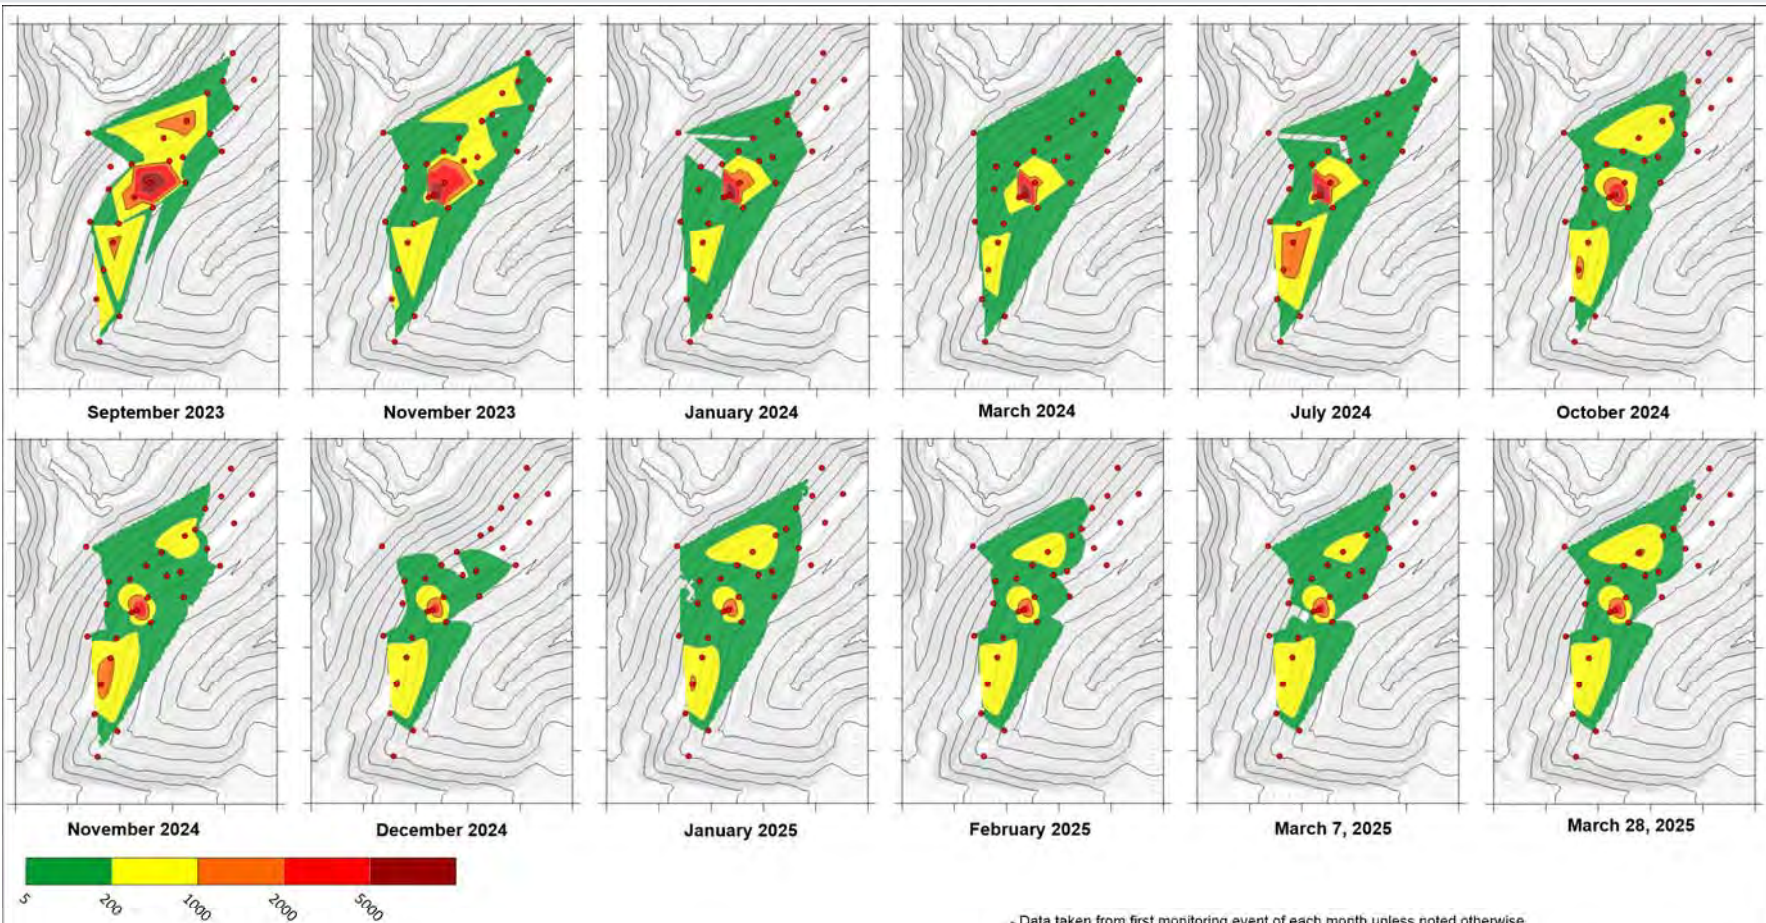 September 2023
November 2023
January 2024
March 2024
July 2024
October 2024
November 2024
December 2024
January 2025
February 2025
March 7, 2025
March 28, 2025
5
200
1000
2000
5000
- Data taken from first monitoring event of each month unless noted otherwise